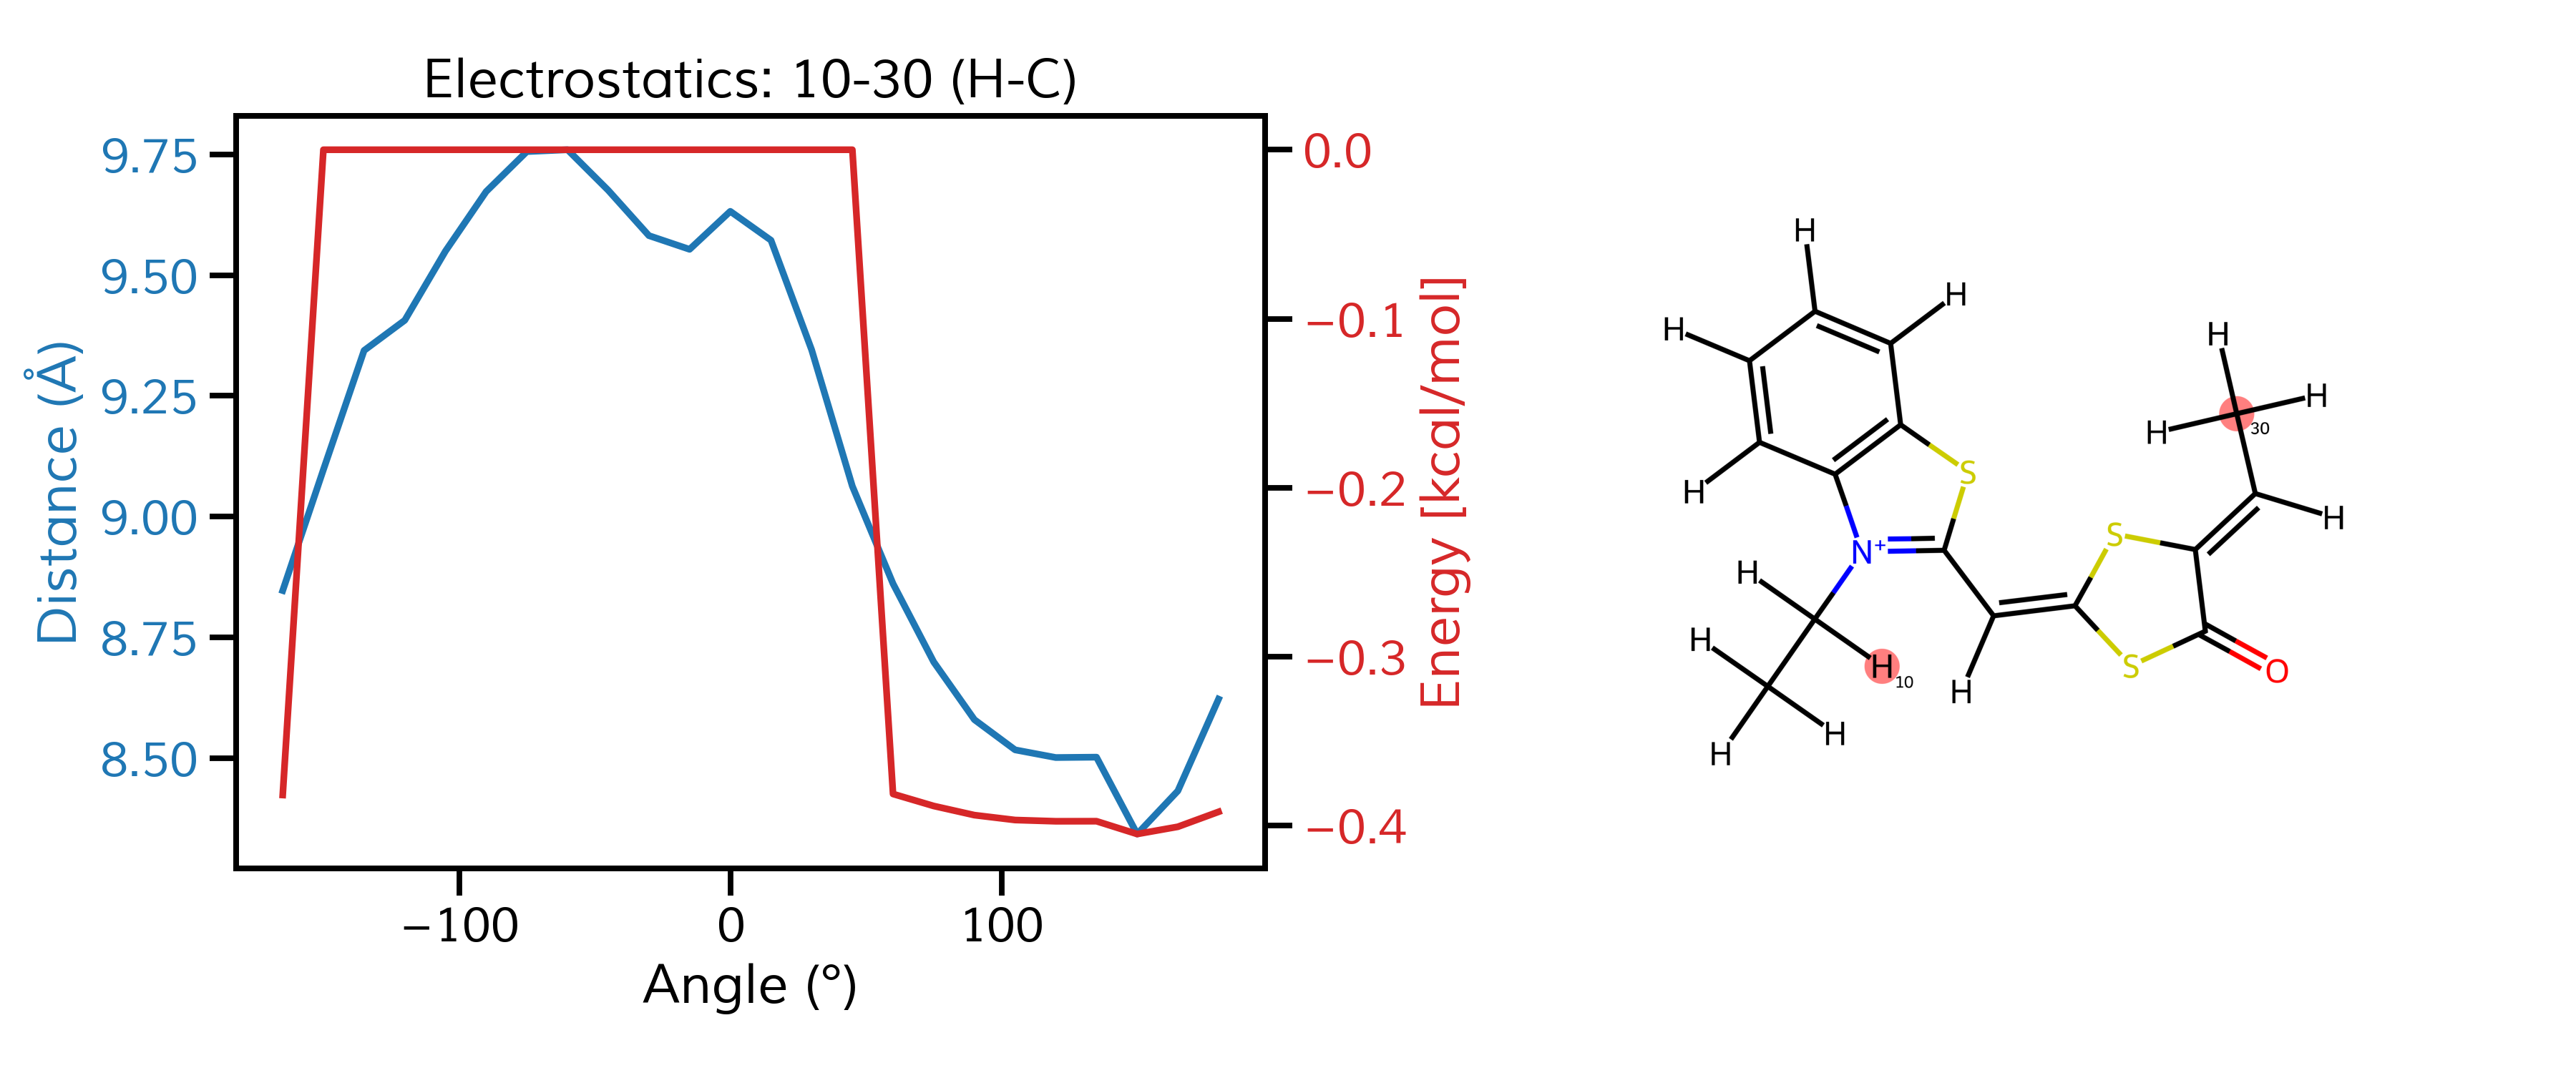 Electrostatics: 10-30 (H-C)
Distance (Å)
9.75
9.50
9.25
9.00
8.75
8.50
−100
0
100
Angle (°)
0.0
−0.1
−0.2
−0.3
−0.4
Energy [kcal/mol]
H
H
H
H
H
H
H
30
S
H
S
N+
H
H
H
10
S
O
H
H
H